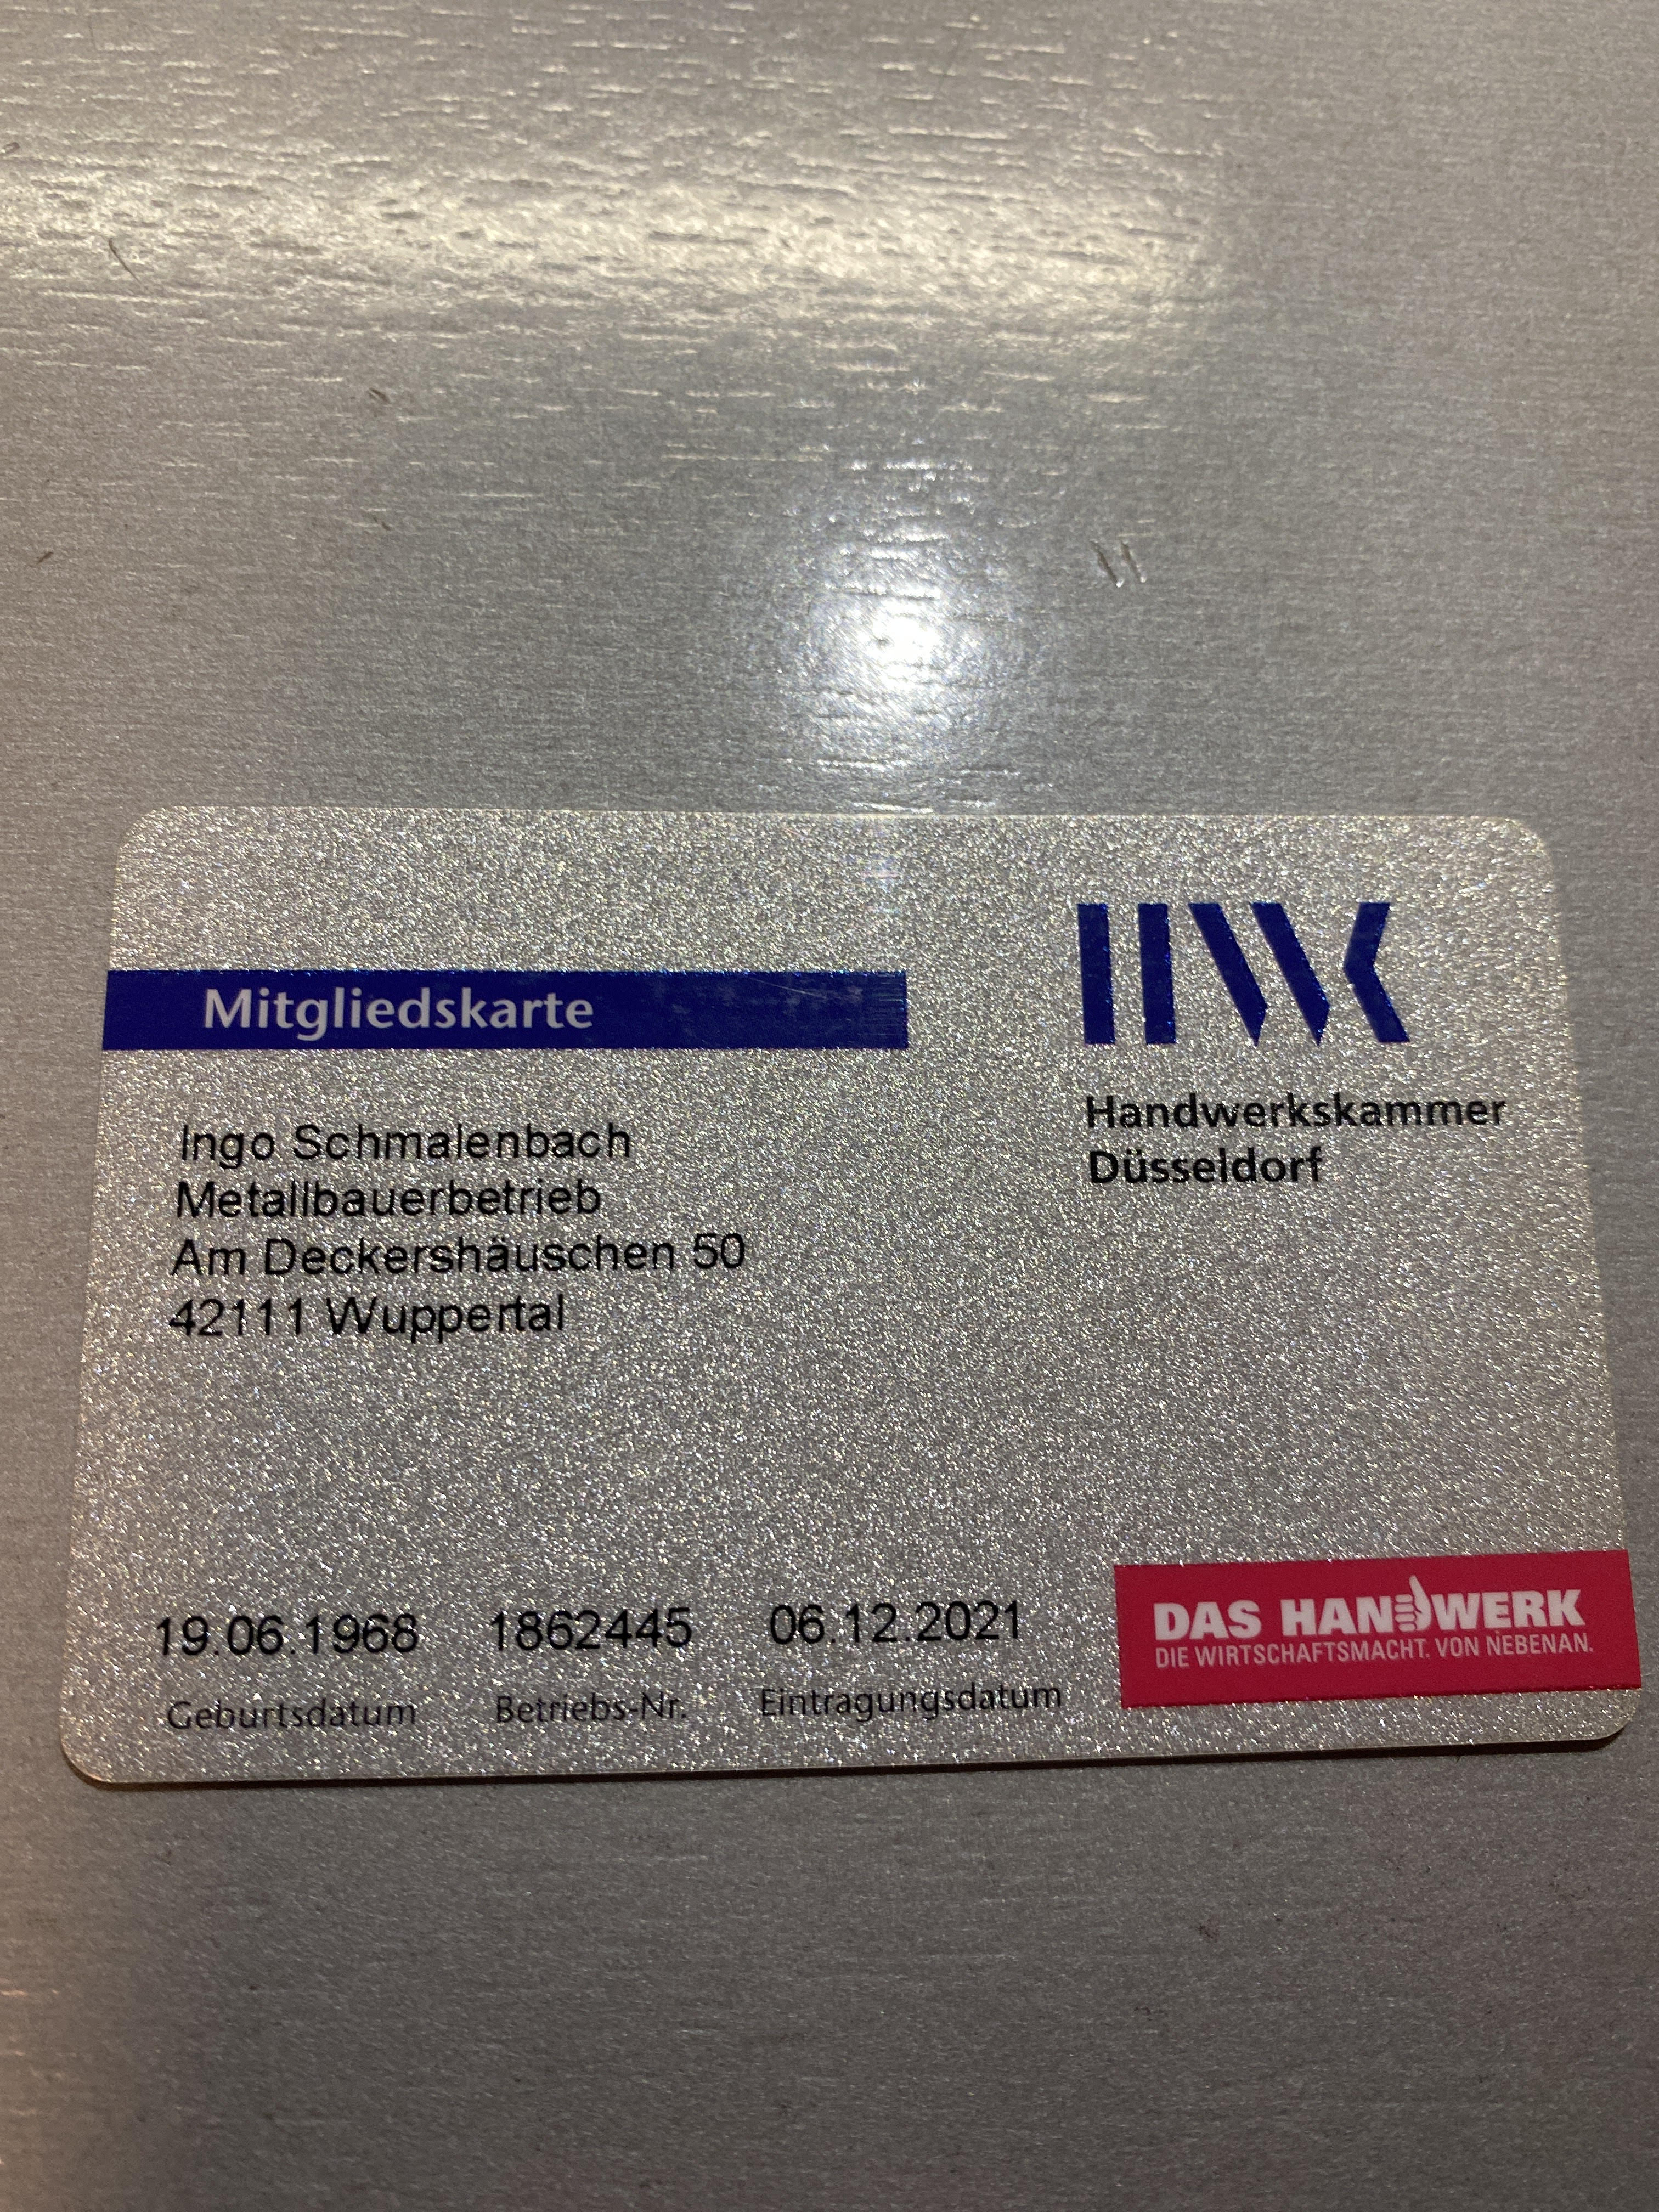 HWK
Mitgliedskarte
Handwerkskammer
Düsseldorf
Ingo Schmalenbach
Metallbauerbetrieb
Am Deckershäuschen 50
42111 Wuppertal
19.06.1968 1862445 06.12.2021
Geburtsdatum Betriebs-Nr. Eintragungsdatum
DAS HANDWERK
DIE WIRTSCHAFTSMACHT. VON NEBENAN.